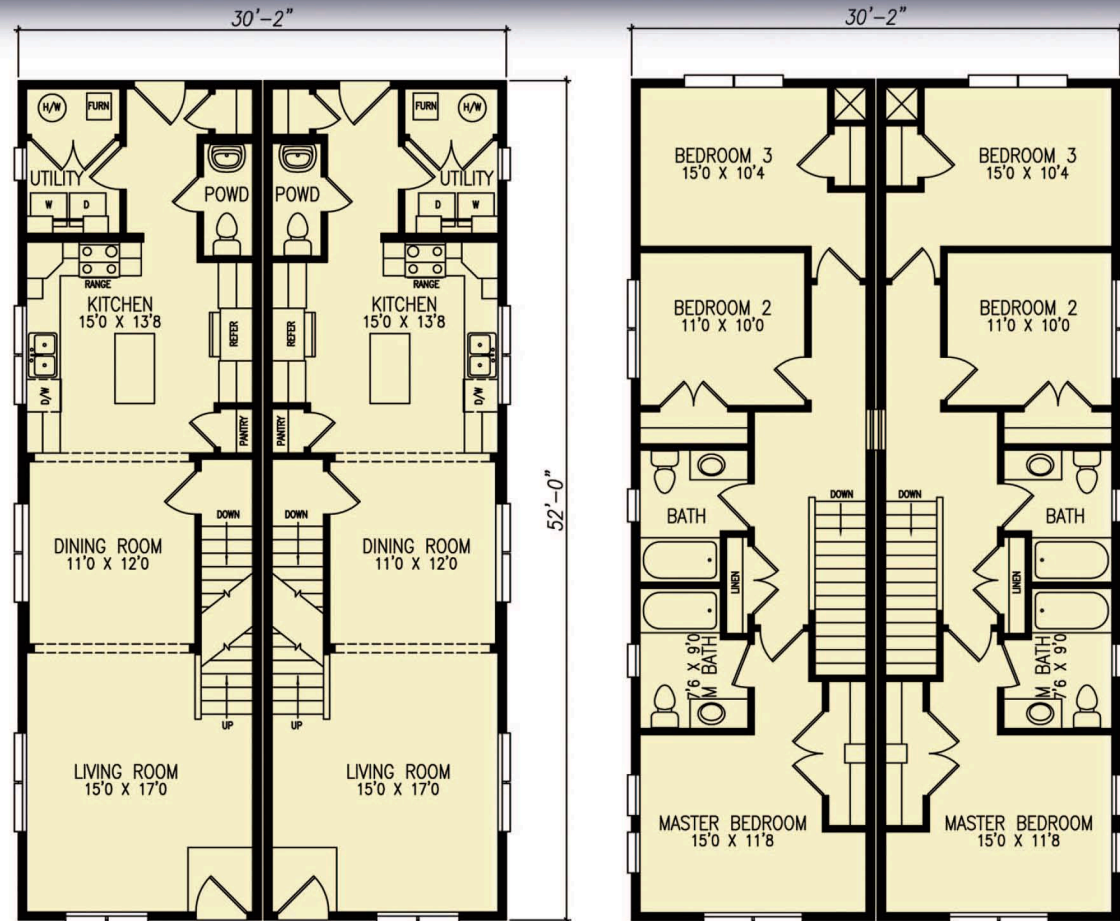 30'-2"
H/W
FURN
UTILITY
W
D
POWD
POWD
FURN
H/W
UTILITY
D
W
RANGE
KITCHEN
15'0 X 13'8
REFER
D/W
PANTRY
RANGE
KITCHEN
15'0 X 13'8
REFER
D/W
PANTRY
52'-0"
DOWN
DOWN
DINING ROOM
11'0 X 12'0
DINING ROOM
11'0 X 12'0
UP
UP
LIVING ROOM
15'0 X 17'0
LIVING ROOM
15'0 X 17'0
30'-2"
BEDROOM 3
15'0 X 10'4
BEDROOM 3
15'0 X 10'4
BEDROOM 2
11'0 X 10'0
BEDROOM 2
11'0 X 10'0
DOWN
DOWN
BATH
BATH
LINEN
LINEN
M BATH
7'6 X 9'0
M BATH
7'6 X 9'0
MASTER BEDROOM
15'0 X 11'8
MASTER BEDROOM
15'0 X 11'8